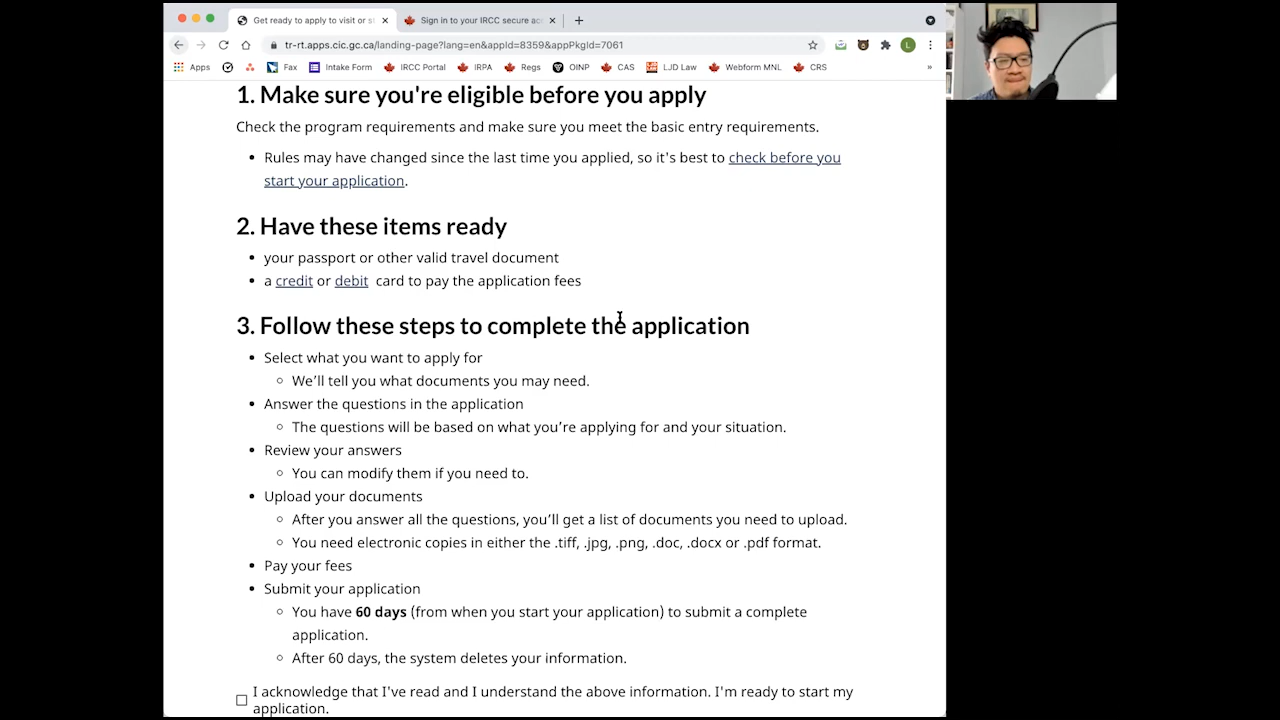 Get ready to apply to visit or st
Sign in to your IRCC secure acc
tr-rt.apps.cic.gc.ca/landing-page?lang=en&appId=8359&appPkgId=7061
L
Apps
Fax
Intake Form
IRCC Portal
IRPA
Regs
OINP
CAS
LJD Law
Webform MNL
CRS
»
1. Make sure you're eligible before you apply
Check the program requirements and make sure you meet the basic entry requirements.
• Rules may have changed since the last time you applied, so it's best to check before you
start your application.
2. Have these items ready
• your passport or other valid travel document
• a credit or debit card to pay the application fees
3. Follow these steps to complete the application
• Select what you want to apply for
○ We’ll tell you what documents you may need.
• Answer the questions in the application
○ The questions will be based on what you’re applying for and your situation.
• Review your answers
○ You can modify them if you need to.
• Upload your documents
○ After you answer all the questions, you’ll get a list of documents you need to upload.
○ You need electronic copies in either the .tiff, .jpg, .png, .doc, .docx or .pdf format.
• Pay your fees
• Submit your application
○ You have 60 days (from when you start your application) to submit a complete
application.
○ After 60 days, the system deletes your information.
I acknowledge that I've read and I understand the above information. I'm ready to start my
application.